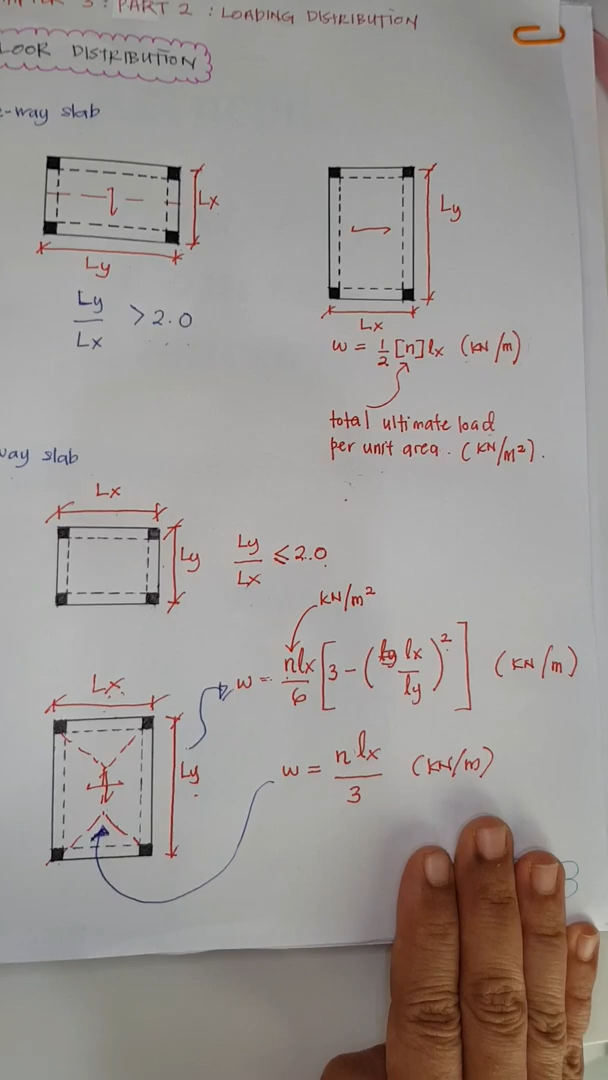 3 : PART 2 : LOADING DISTRIBUTION
LOOR DISTRIBUTION
-way slab
Lx
Ly
Ly
Lx
Ly/Lx > 2.0
w = 1/2 [n] lx (KN/m)
total ultimate load
per unit area. (KN/m²).
way slab
Lx
Ly
Ly/Lx ≤ 2.0
KN/m²
Lx
w = nlx/6 [3 - (lx/ly)²] (KN/m)
Ly
w = nlx/3 (KN/m)